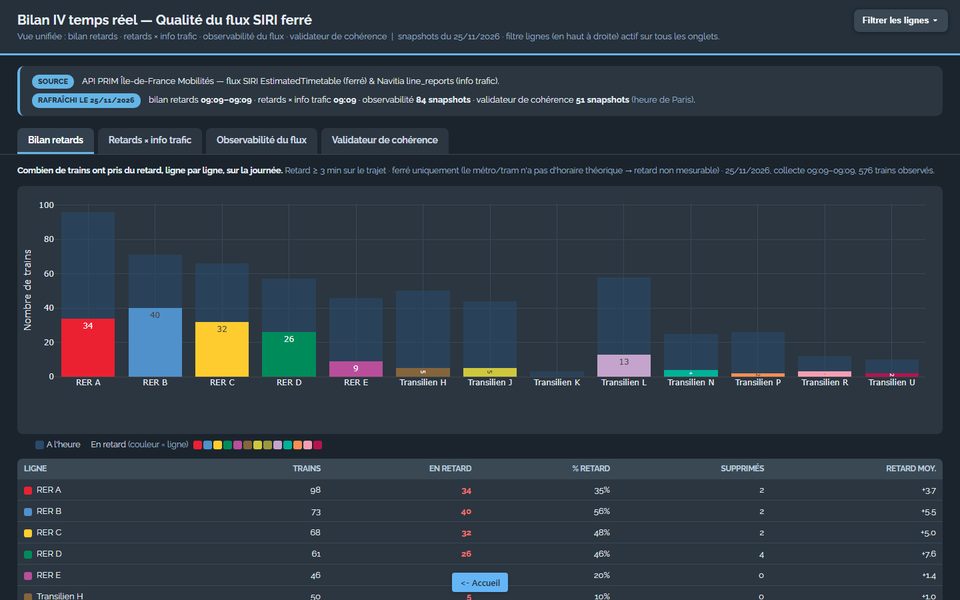 Bilan IV temps réel — Qualité du flux SIRI ferré
Vue unifiée : bilan retards · retards × info trafic · observabilité du flux · validateur de cohérence | snapshots du 25/11/2026 · filtre lignes (en haut à droite) actif sur tous les onglets.
Filtrer les lignes
SOURCE API PRIM Île-de-France Mobilités — flux SIRI EstimatedTimetable (ferré) & Navitia line_reports (info trafic).
RAFRAÎCHI LE 25/11/2026 bilan retards 09:09–09:09 · retards × info trafic 09:09 · observabilité 84 snapshots · validateur de cohérence 51 snapshots (heure de Paris).
Bilan retards Retards × info trafic Observabilité du flux Validateur de cohérence
Combien de trains ont pris du retard, ligne par ligne, sur la journée. Retard ≥ 3 min sur le trajet · ferré uniquement (le métro/tram n'a pas d'horaire théorique → retard non mesurable) · 25/11/2026, collecte 09:09–09:09, 576 trains observés.
Nombre de trains
100
80
60
40
20
0
34 40 32 26 9 5 5 13 4 2
RER A RER B RER C RER D RER E Transilien H Transilien J Transilien K Transilien L Transilien N Transilien P Transilien R Transilien U
A l'heure En retard (couleur = ligne)
LIGNE TRAINS EN RETARD % RETARD SUPPRIMÉS RETARD MOY.
RER A 98 34 35% 2 +3.7
RER B 73 40 56% 2 +5.5
RER C 68 32 48% 2 +5.0
RER D 61 26 46% 4 +7.6
RER E 46 20% 0 +1.4
<- Accueil
Transilien H 50 5 10% 0 +1.0